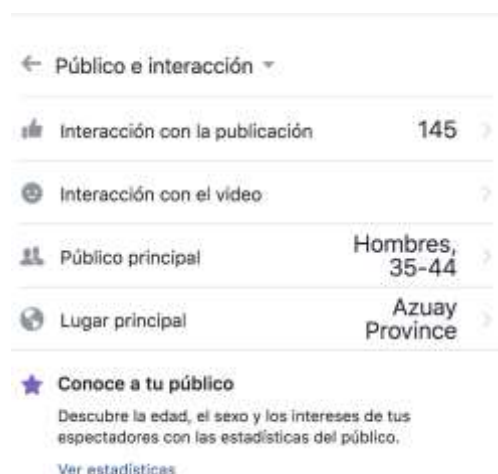 Público e interacción
Interacción con la publicación 145
Interacción con el video
Público principal Hombres, 35-44
Lugar principal Azuay Province
Conoce a tu público
Descubre la edad, el sexo y los intereses de tus
espectadores con las estadísticas del público.
Ver estadísticas